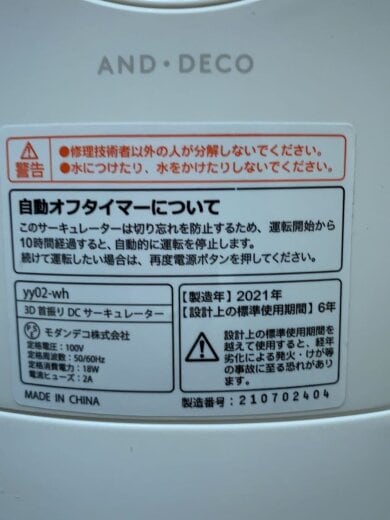 AND・DECO
警告
●修理技術者以外の人が分解しないでください。
●水につけたり、水をかけたりしないでください。
自動オフタイマーについて
このサーキュレーターは切り忘れを防止するため、運転開始から
10時間経過すると、自動的に運転を停止します。
続けて運転したい場合は、再度電源ボタンを押してください。
yy02-wh
3D 首振り DC サーキュレーター
PSE
モダンデコ株式会社
定格電圧：100V
定格周波数：50/60Hz
定格消費電力：18W
電流ヒューズ：2A
MADE IN CHINA
【製造年】2021年
【設計上の標準使用期間】6年
設計上の標準使用期間を
越えて使用すると、経年
劣化による発火・けが等
の事故に至る恐れがあり
ます。
製造番号：210702404